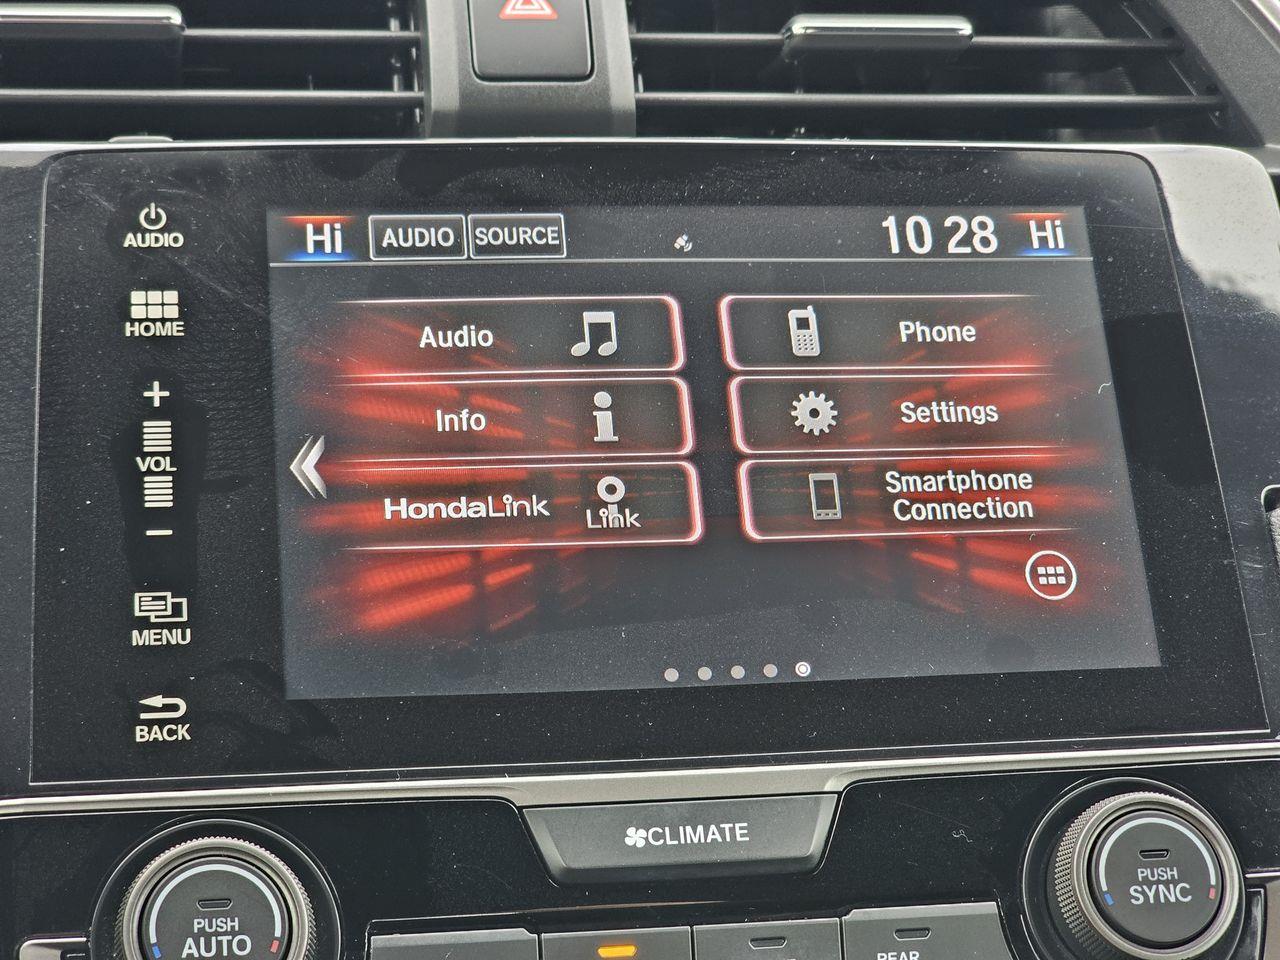 Hi AUDIO SOURCE 10 28 Hi
AUDIO
HOME
+
VOL
−
MENU
BACK
Audio
Phone
Info
Settings
HondaLink
Link
Smartphone
Connection
CLIMATE
PUSH
AUTO
PUSH
SYNC
REAR